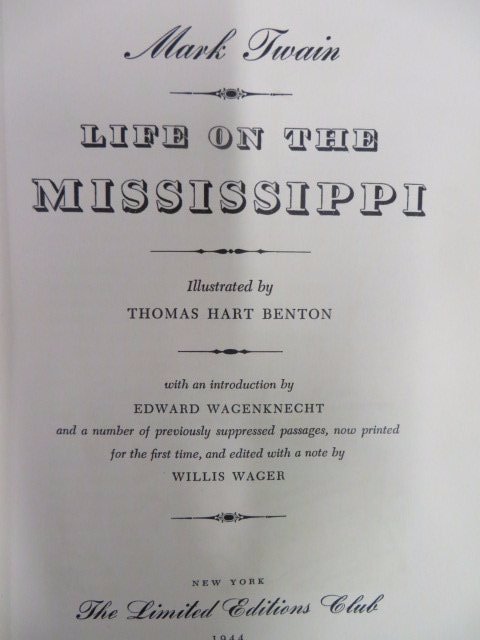 Mark Twain
LIFE ON THE
MISSISSIPPI
Illustrated by
THOMAS HART BENTON
with an introduction by
EDWARD WAGENKNECHT
and a number of previously suppressed passages, now printed
for the first time, and edited with a note by
WILLIS WAGER
NEW YORK
The Limited Editions Club
1944